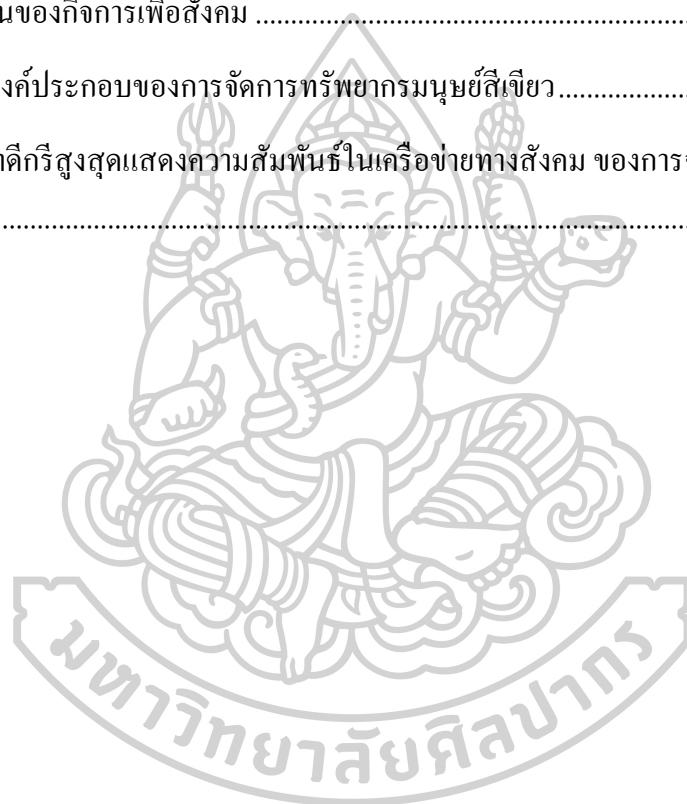 นของกิจการเพื่อสังคม ................................................................
งค์ประกอบของการจัดการทรัพยากรมนุษย์สีเขียว...................
าดีกรีสูงสุดแสดงความสัมพันธ์ในเครือข่ายทางสังคม ของการจ
................................................................................................
มหาวิทยาลัยศิลปากร